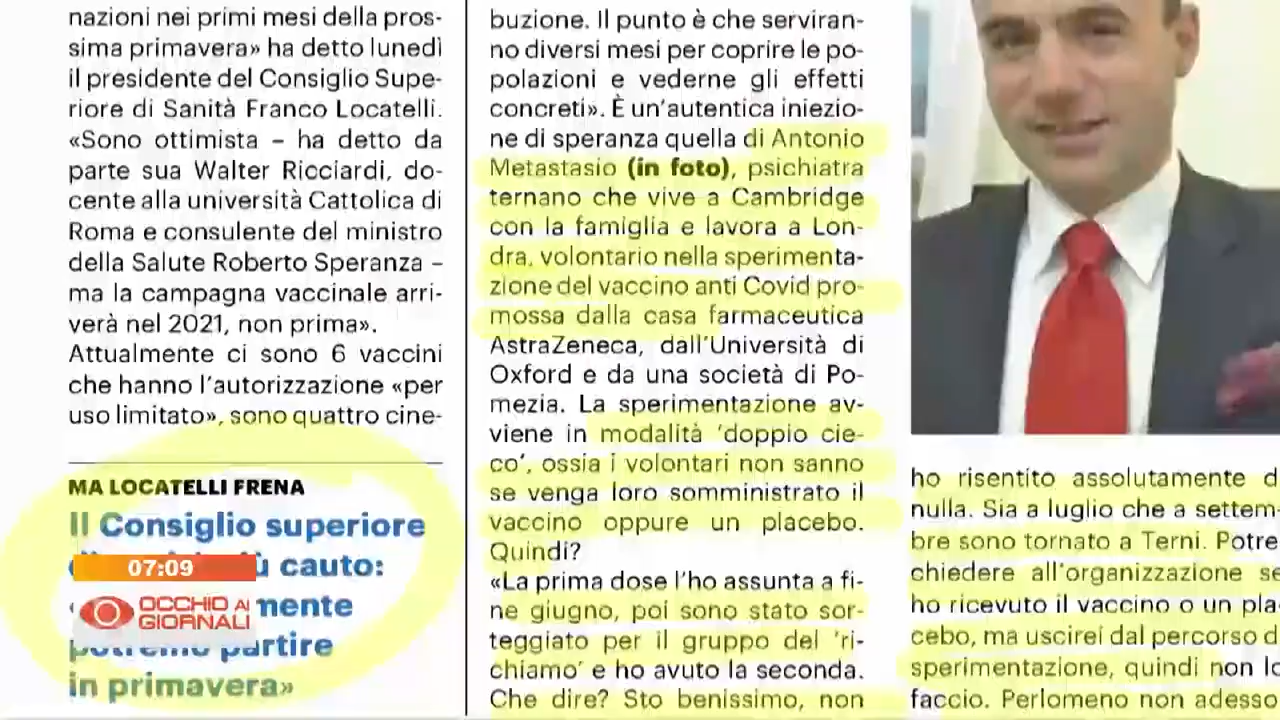 nazioni nei primi mesi della pros-
sima primavera» ha detto lunedì
il presidente del Consiglio Supe-
riore di Sanità Franco Locatelli.
«Sono ottimista – ha detto da
parte sua Walter Ricciardi, do-
cente alla università Cattolica di
Roma e consulente del ministro
della Salute Roberto Speranza –
ma la campagna vaccinale arri-
verà nel 2021, non prima».
Attualmente ci sono 6 vaccini
che hanno l'autorizzazione «per
uso limitato», sono quattro cine-
MA LOCATELLI FRENA
Il Consiglio superiore
cauto:
mente
partire
in primavera»
07:09
OCCHIO AI
GIORNALI
buzione. Il punto è che serviran-
no diversi mesi per coprire le po-
polazioni e vederne gli effetti
concreti». È un'autentica iniezio-
ne di speranza quella di Antonio
Metastasio (in foto), psichiatra
ternano che vive a Cambridge
con la famiglia e lavora a Lon-
dra, volontario nella sperimenta-
zione del vaccino anti Covid pro-
mossa dalla casa farmaceutica
AstraZeneca, dall'Università di
Oxford e da una società di Po-
mezia. La sperimentazione av-
viene in modalità 'doppio cie-
co', ossia i volontari non sanno
se venga loro somministrato il
vaccino oppure un placebo.
Quindi?
«La prima dose l'ho assunta a fi-
ne giugno, poi sono stato sor-
teggiato per il gruppo del 'ri-
chiamo' e ho avuto la seconda.
Che dire? Sto benissimo, non
ho risentito assolutamente d
nulla. Sia a luglio che a settem-
bre sono tornato a Terni. Potre
chiedere all'organizzazione se
ho ricevuto il vaccino o un pla-
cebo, ma uscirei dal percorso d
sperimentazione, quindi non lo
faccio. Perlomeno non adesso